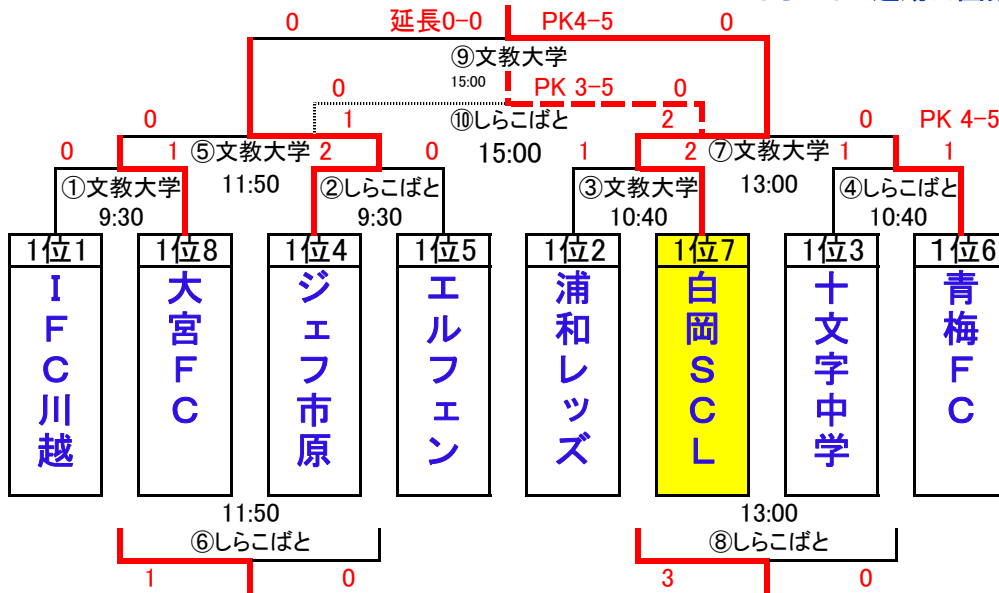 0 延長0-0 PK4-5 0
⑨文教大学
15:00
0 PK 3-5 0
0 1 ⑩しらこばと 2 0 PK 4-5
0 1 ⑤文教大学 2 0 15:00 1 2 ⑦文教大学 1 1
①文教大学 11:50 ②しらこばと ③文教大学 13:00 ④しらこばと
9:30 9:30 10:40 10:40
1位1 1位8 1位4 1位5 1位2 1位7 1位3 1位6
IFC川越
大宮FC
ジェフ市原
エルフェン
浦和レッズ
白岡SCL
十文字中学
青梅FC
11:50 13:00
⑥しらこばと ⑧しらこばと
1 0 3 0